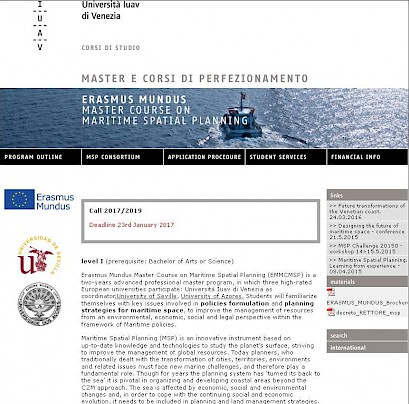 I
U
A
V
Università Iuav
di Venezia
CORSI DI STUDIO
MASTER E CORSI DI PERFEZIONAMENTO
ERASMUS MUNDUS
MASTER COURSE ON
MARITIME SPATIAL PLANNING
PROGRAM OUTLINE
MSP CONSORTIUM
APPLICATION PROCEDURE
STUDENT SERVICES
FINANCIAL INFO
Erasmus
Mundus
Call 2017/2019
Deadline 23rd January 2017
level I (prerequisite: Bachelor of Arts or Science)
Erasmus Mundus Master Course on Maritime Spatial Planning (EMMCMSP) is a
two-years advanced professional master program, in which three high-rated
European universities participate: Università Iuav di Venezia as
coordinator,University of Seville, University of Azores. Students will familiarize
themselves with key issues involved in policies formulation and planning
strategies for maritime space, to improve the management of resources
from an environmental, economic, social and legal perspective within the
framework of Maritime policies.
Maritime Spatial Planning (MSP) is an innovative instrument based on
up-to-date knowledge and technologies to study the planet's surface, striving
to improve the management of global resources. Today planners, who
traditionally dealt with the transformation of cities, territories, environments
and related issues must face new challenges, and therefore play a
fundamental role. Though for years the planning system has 'turned its back to
the sea' it is pivotal in organizing and developing coastal areas beyond the
CZM approach. The sea is affected by economic, social and environmental
changes and, in order to cope with the continuing social and economic
evolution, it needs to be included in planning and land management strategies.
links
>> Future transformations of
the Venetian coast,
24.03.2016
>> Designing the future of
maritime space - conference
21.5.2015
>> MSP Challenge 20150 -
workshop 14>15.5.2015
>> Maritime Spatial Planning.
Learning from experience -
08.04.2015
materials
ERASMUS_MUNDUS_Brochure
decreto_RETTORE_msp
search
international